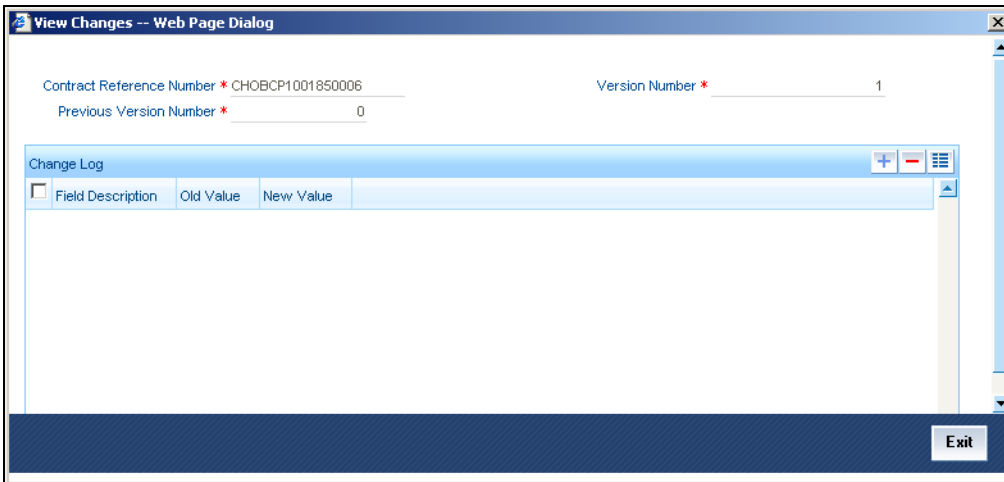 View Changes -- Web Page Dialog
Contract Reference Number * CHOBCP1001850006 Version Number * 1
Previous Version Number * 0
Change Log
Field Description Old Value New Value
Exit